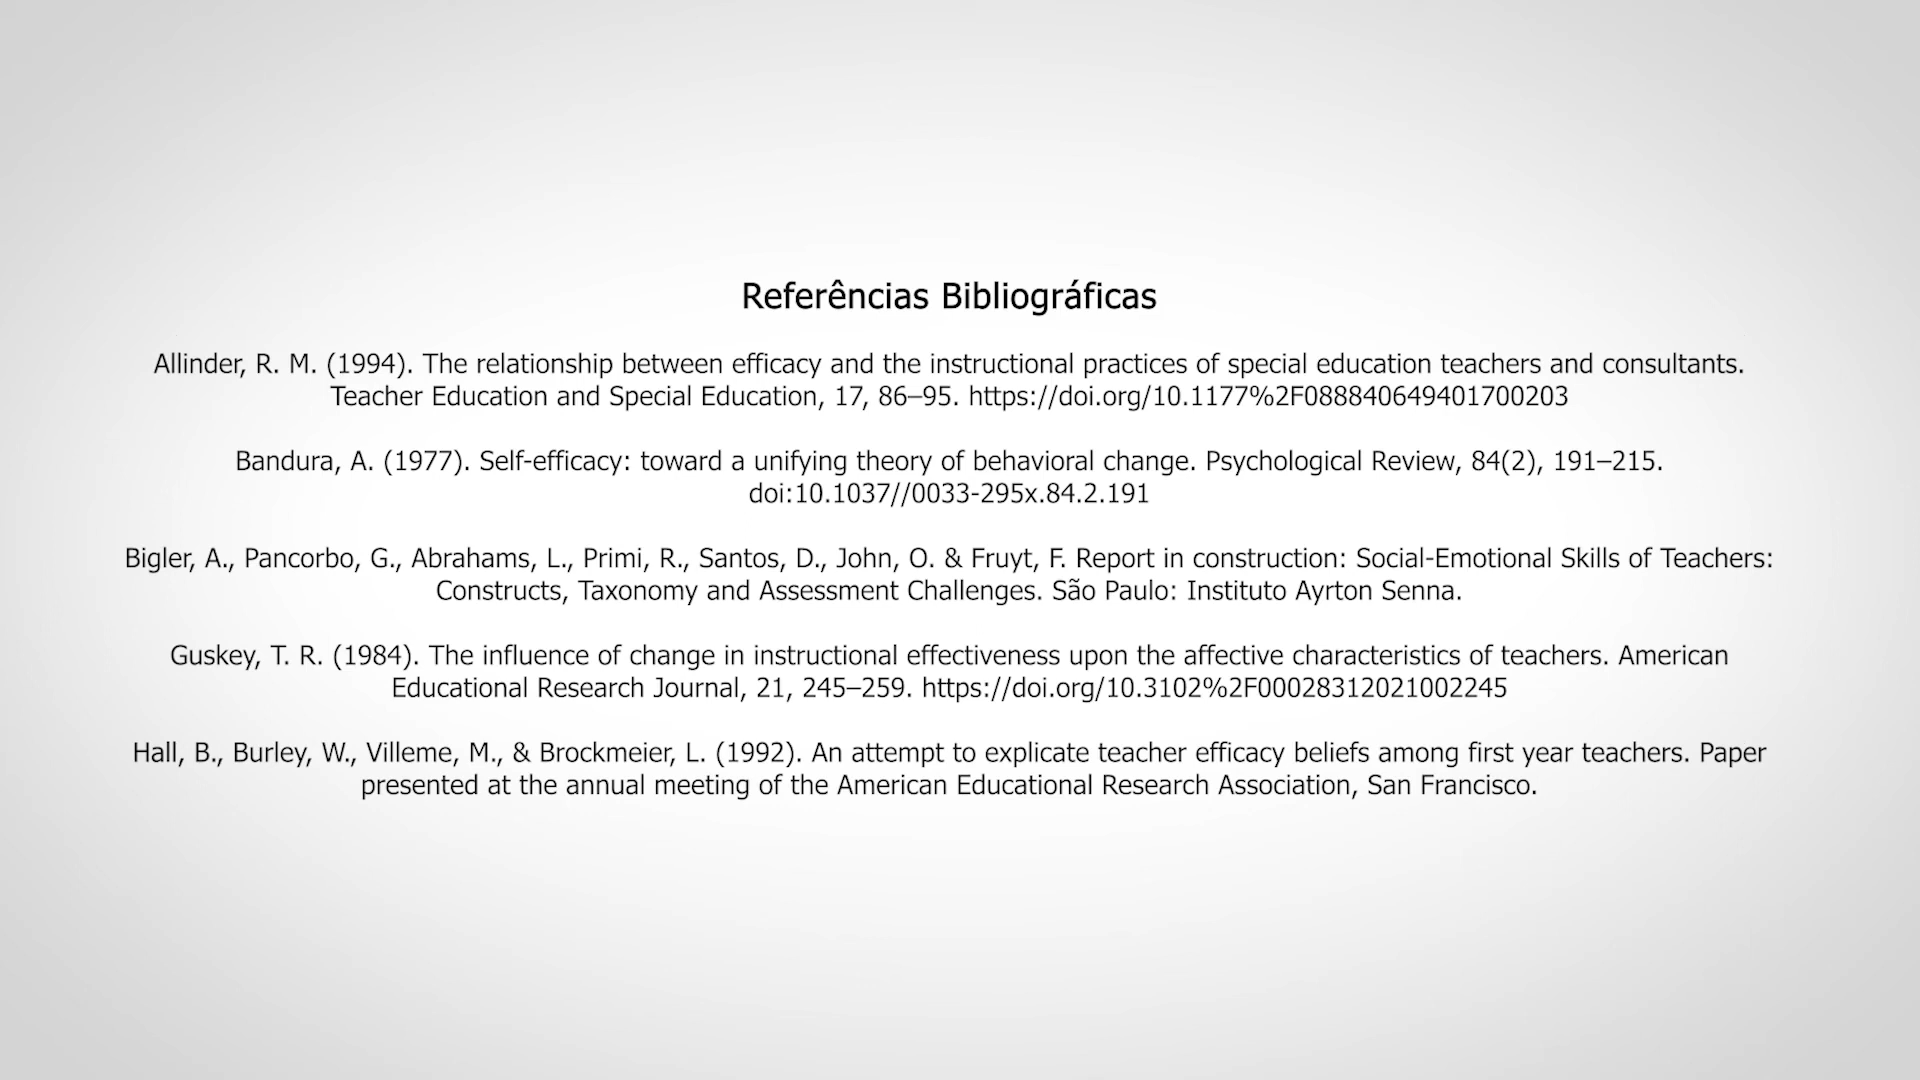 Referências Bibliográficas
Allinder, R. M. (1994). The relationship between efficacy and the instructional practices of special education teachers and consultants.
Teacher Education and Special Education, 17, 86–95. https://doi.org/10.1177%2F088840649401700203
Bandura, A. (1977). Self-efficacy: toward a unifying theory of behavioral change. Psychological Review, 84(2), 191–215.
doi:10.1037//0033-295x.84.2.191
Bigler, A., Pancorbo, G., Abrahams, L., Primi, R., Santos, D., John, O. & Fruyt, F. Report in construction: Social-Emotional Skills of Teachers:
Constructs, Taxonomy and Assessment Challenges. São Paulo: Instituto Ayrton Senna.
Guskey, T. R. (1984). The influence of change in instructional effectiveness upon the affective characteristics of teachers. American
Educational Research Journal, 21, 245–259. https://doi.org/10.3102%2F00028312021002245
Hall, B., Burley, W., Villeme, M., & Brockmeier, L. (1992). An attempt to explicate teacher efficacy beliefs among first year teachers. Paper
presented at the annual meeting of the American Educational Research Association, San Francisco.